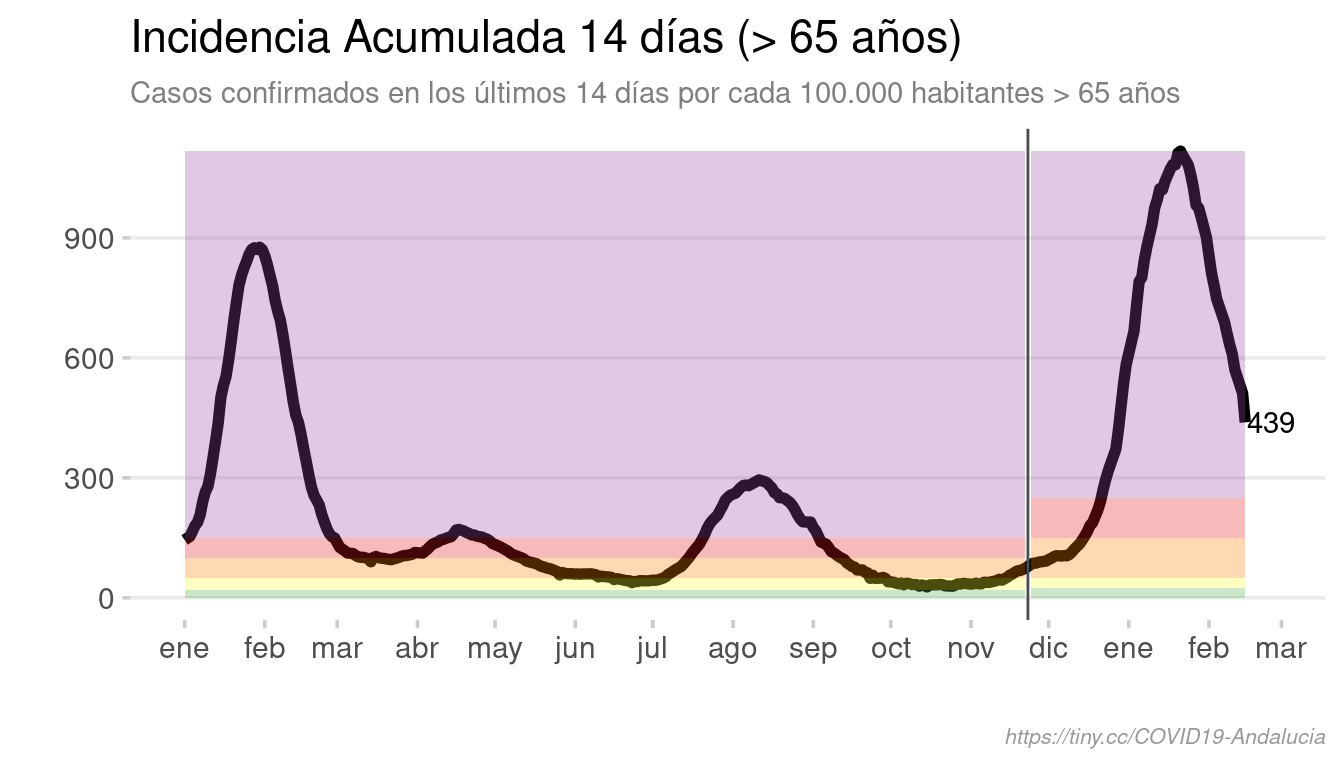 Incidencia Acumulada 14 días (> 65 años)
Casos confirmados en los últimos 14 días por cada 100.000 habitantes > 65 años
900
600
300
0
439
ene feb mar abr may jun jul ago sep oct nov dic ene feb mar
https://tiny.cc/COVID19-Andalucia